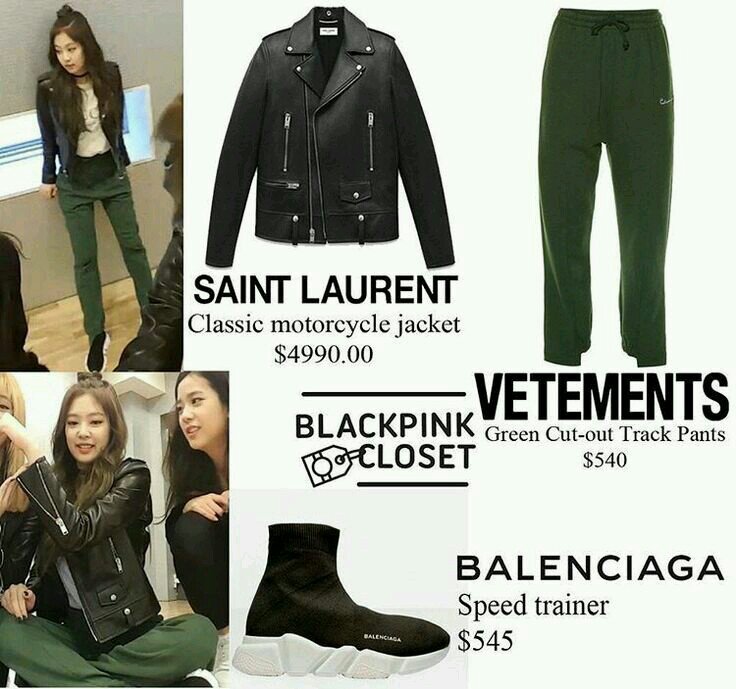 SAINT LAURENT
Classic motorcycle jacket
$4990.00
VETEMENTS
Green Cut-out Track Pants
$540
BLACKPINK
CLOSET
BALENCIAGA
BALENCIAGA
Speed trainer
$545